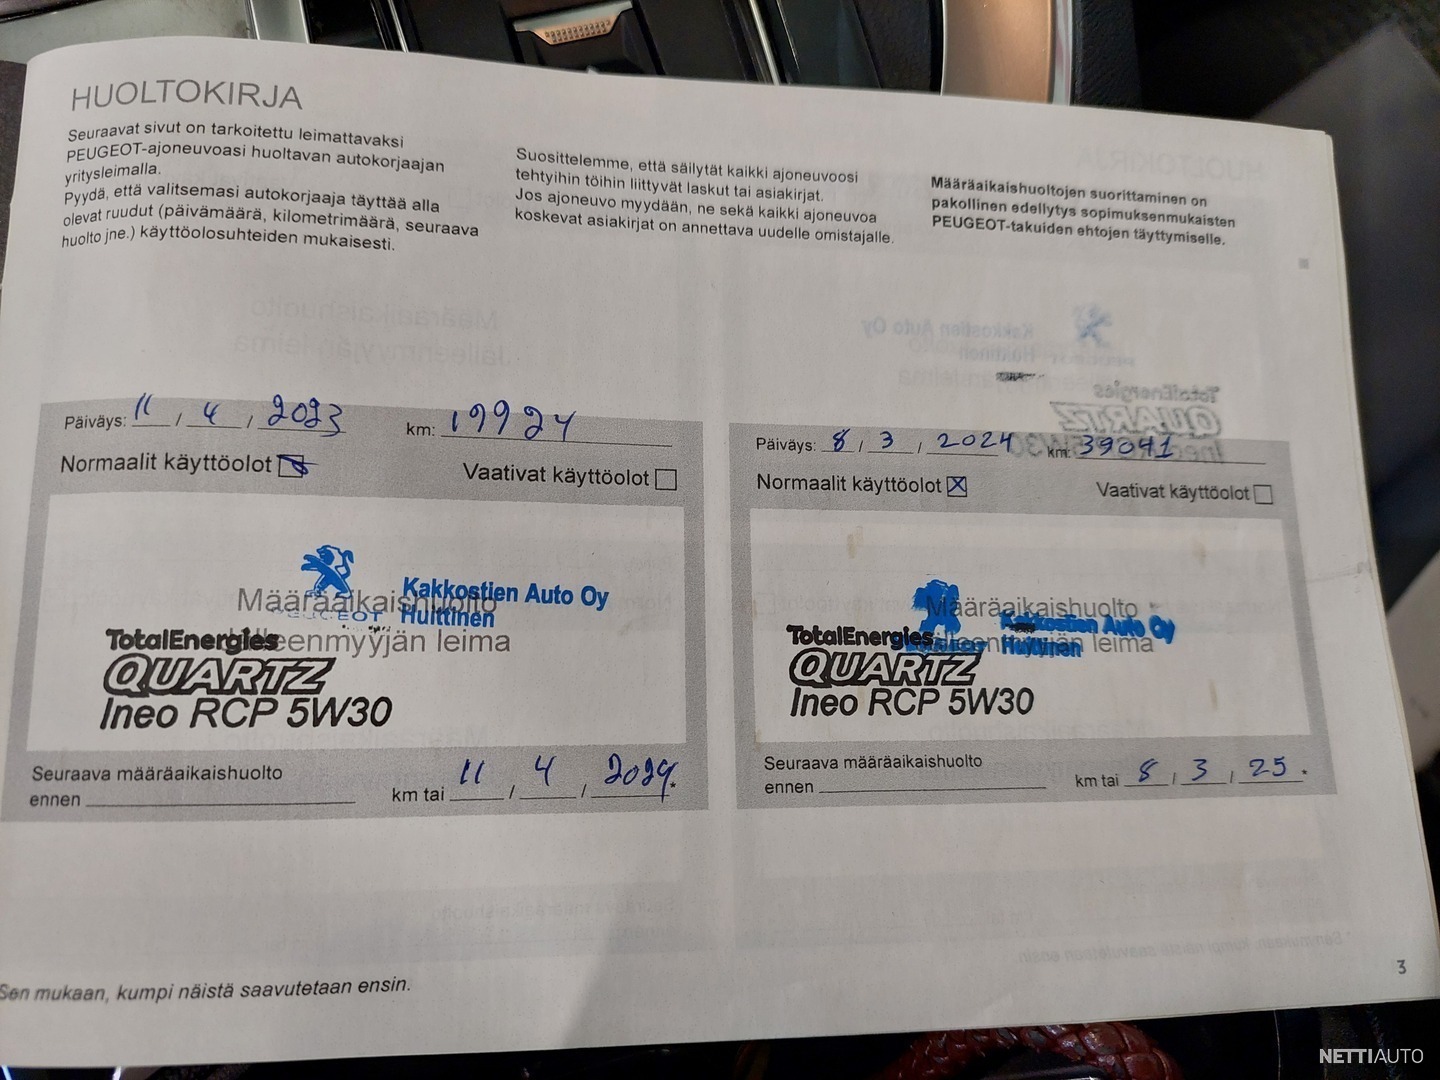 HUOLTOKIRJA
Seuraavat sivut on tarkoitettu leimattavaksi
PEUGEOT-ajoneuvoasi huoltavan autokorjaajan
yritysleimalla.
Pyydä, että valitsemasi autokorjaaja täyttää alla
olevat ruudut (päivämäärä, kilometrimäärä, seuraava
huolto jne.) käyttöolosuhteiden mukaisesti.
Suosittelemme, että säilytät kaikki ajoneuvoosi
tehtyihin töihin liittyvät laskut tai asiakirjat.
Jos ajoneuvo myydään, ne sekä kaikki ajoneuvoa
koskevat asiakirjat on annettava uudelle omistajalle.
Määräaikaishuoltojen suorittaminen on
pakollinen edellytys sopimuksenmukaisten
PEUGEOT-takuiden ehtojen täyttymiselle.
Päiväys: 11 / 4 / 2023 km: 19924
Normaalit käyttöolot Vaativat käyttöolot
Kakkostien Auto Oy
Määräaikaishuolto
Huittinen
PEUGEOT
Jälleenmyyjän leima
TotalEnergies
QUARTZ
Ineo RCP 5W30
Seuraava määräaikaishuolto
ennen km tai 11 / 4 / 2024 *
Päiväys: 8 / 3 / 2024 km: 39041
Normaalit käyttöolot Vaativat käyttöolot
Määräaikaishuolto
Kakkostien Auto Oy
Jälleenmyyjän leima
Huittinen
TotalEnergies
QUARTZ
Ineo RCP 5W30
Seuraava määräaikaishuolto
ennen km tai 8 / 3 / 25 *
Sen mukaan, kumpi näistä saavutetaan ensin.
3
NETTIAUTO